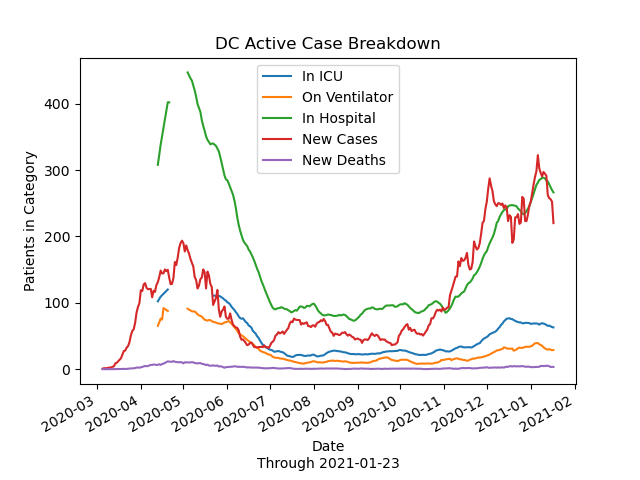 DC Active Case Breakdown
In ICU
On Ventilator
In Hospital
New Cases
New Deaths
Patients in Category
400
300
200
100
0
2020-03
2020-04
2020-05
2020-06
2020-07
2020-08
2020-09
2020-10
2020-11
2020-12
2021-01
2021-02
Date
Through 2021-01-23